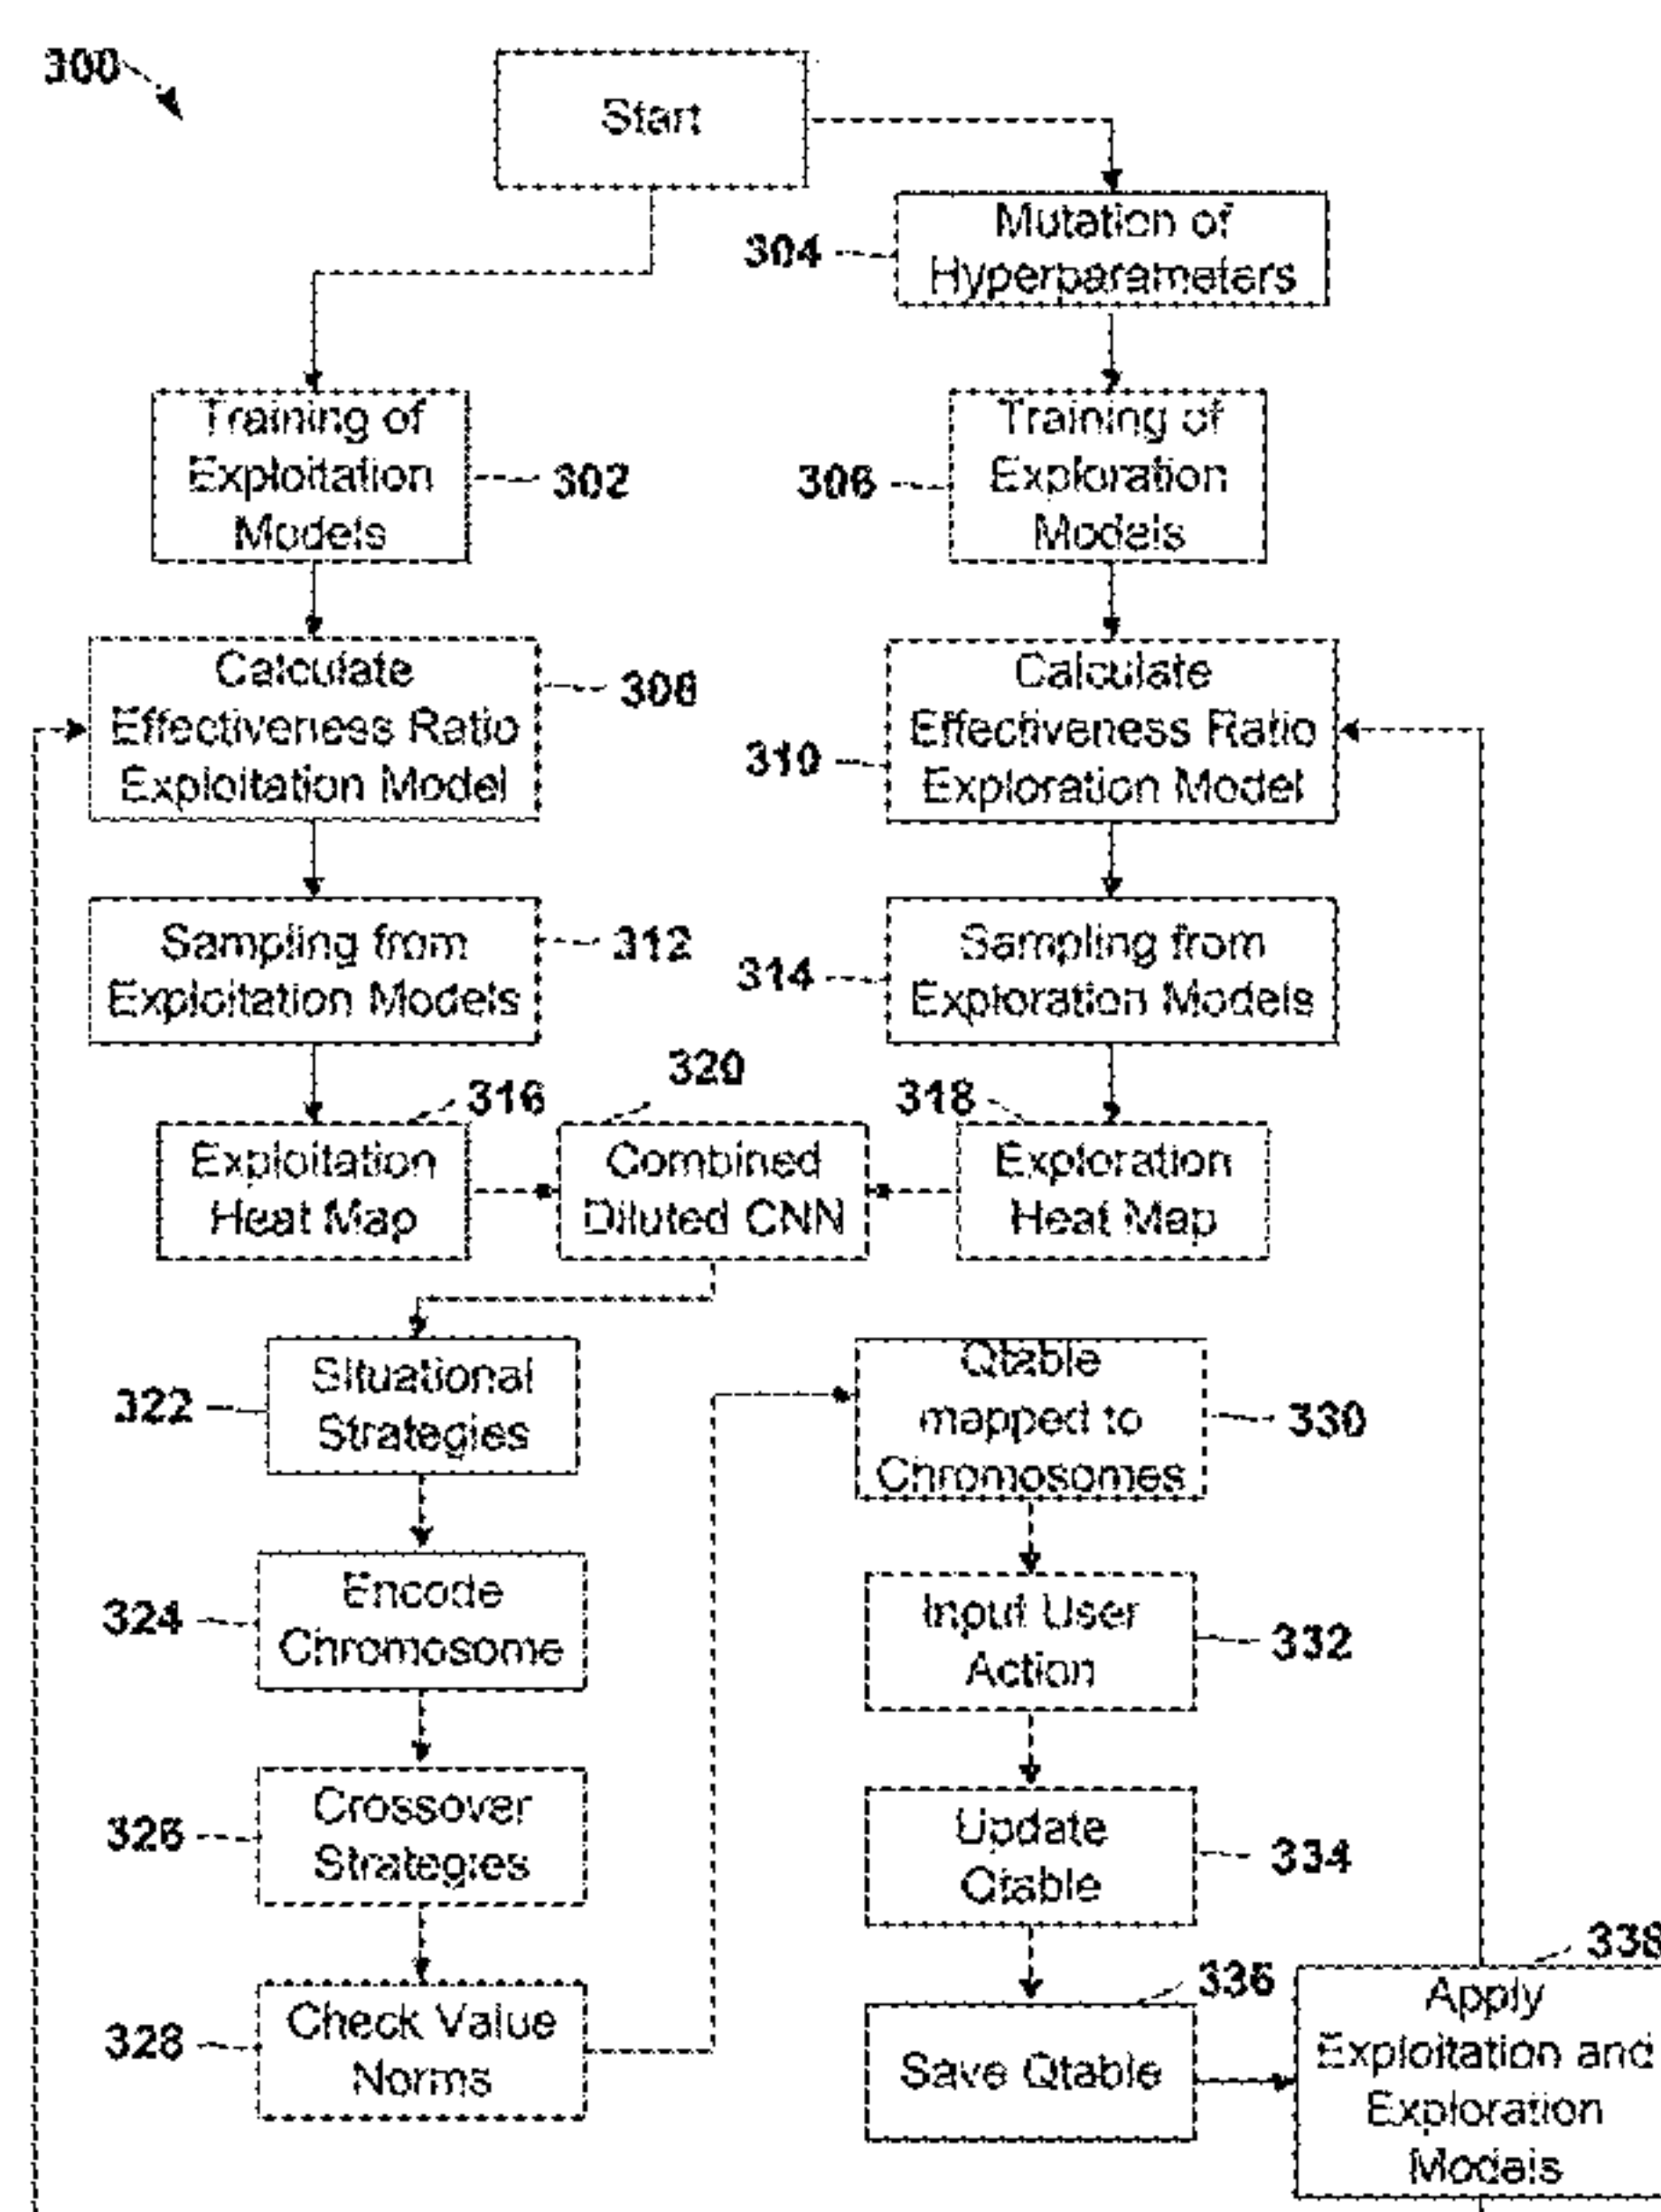 300
Start
304
Mutation of
Hyperparameters
Training of
Exploitation
Models
302
306
Training of
Exploration
Models
Calculate
Effectiveness Ratio
Exploitation Model
308
310
Calculate
Effectiveness Ratio
Exploration Model
Sampling from
Exploitation Models
312
314
Sampling from
Exploration Models
316
320
318
Exploitation
Heat Map
Combined
Diluted CNN
Exploration
Heat Map
322
Situational
Strategies
Qtable
mapped to
Chromosomes
330
324
Encode
Chromosome
Input User
Action
332
326
Crossover
Strategies
Update
Qtable
334
328
Check Value
Norms
336
Save Qtable
338
Apply
Exploitation and
Exploration
Models